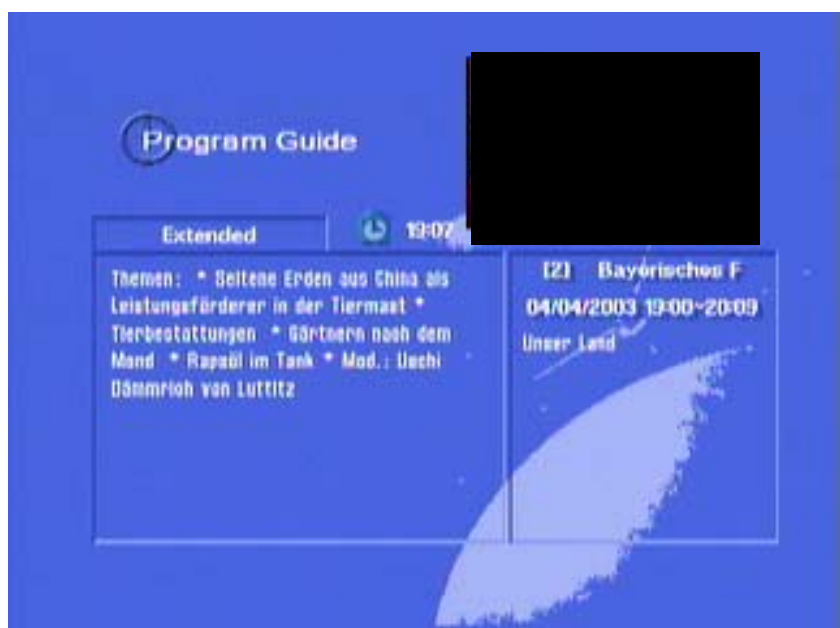 Program Guide
Extended
19:07
Themen: * Seltene Erden aus China als
Leistungsförderer in der Tiermast *
Tierbestattungen * Gärtnern nach dem
Mond * Rapsöl im Tank * Mod.: Uschi
Dämmrich von Luttitz
[2] Bayerisches F
04/04/2003 19:00~20:09
Unser Land